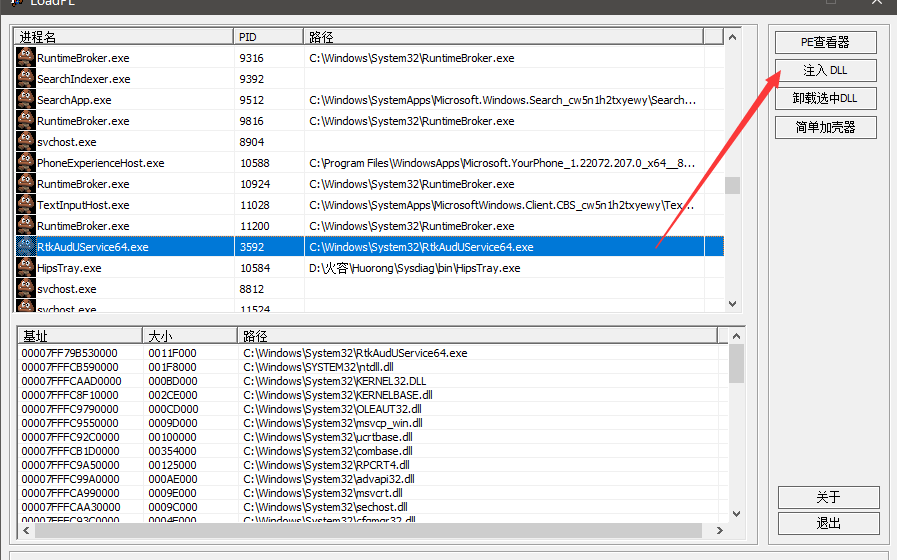 LoadPE
进程名 PID 路径
RuntimeBroker.exe 9316 C:\Windows\System32\RuntimeBroker.exe
SearchIndexer.exe 9392
SearchApp.exe 9512 C:\Windows\SystemApps\Microsoft.Windows.Search_cw5n1h2txyewy\Search...
RuntimeBroker.exe 9816 C:\Windows\System32\RuntimeBroker.exe
svchost.exe 8904
PhoneExperienceHost.exe 10588 C:\Program Files\WindowsApps\Microsoft.YourPhone_1.22072.207.0_x64__8...
RuntimeBroker.exe 10924 C:\Windows\System32\RuntimeBroker.exe
TextInputHost.exe 11028 C:\Windows\SystemApps\MicrosoftWindows.Client.CBS_cw5n1h2txyewy\Tex...
RuntimeBroker.exe 11200 C:\Windows\System32\RuntimeBroker.exe
RtkAudUService64.exe 3592 C:\Windows\System32\RtkAudUService64.exe
HipsTray.exe 10584 D:\火容\Huorong\Sysdiag\bin\HipsTray.exe
svchost.exe 8812
svchost.exe 11524
PE查看器
注入 DLL
卸载选中DLL
简单加壳器
基址 大小 路径
00007FF79B530000 0011F000 C:\Windows\System32\RtkAudUService64.exe
00007FFFCB590000 001F8000 C:\Windows\SYSTEM32\ntdll.dll
00007FFFCAAD0000 000BD000 C:\Windows\System32\KERNEL32.DLL
00007FFFC8F10000 002CE000 C:\Windows\System32\KERNELBASE.dll
00007FFFC9790000 000CD000 C:\Windows\System32\OLEAUT32.dll
00007FFFC9550000 0009D000 C:\Windows\System32\msvcp_win.dll
00007FFFC92C0000 00100000 C:\Windows\System32\ucrtbase.dll
00007FFFCB1D0000 00354000 C:\Windows\System32\combase.dll
00007FFFC9A50000 00125000 C:\Windows\System32\RPCRT4.dll
00007FFFC99A0000 000AE000 C:\Windows\System32\advapi32.dll
00007FFFCA990000 0009E000 C:\Windows\System32\msvcrt.dll
00007FFFCAA30000 0009C000 C:\Windows\System32\sechost.dll
00007FFFC93C0000 0004E000 C:\Windows\System32\cfgmgr32.dll
关于
退出